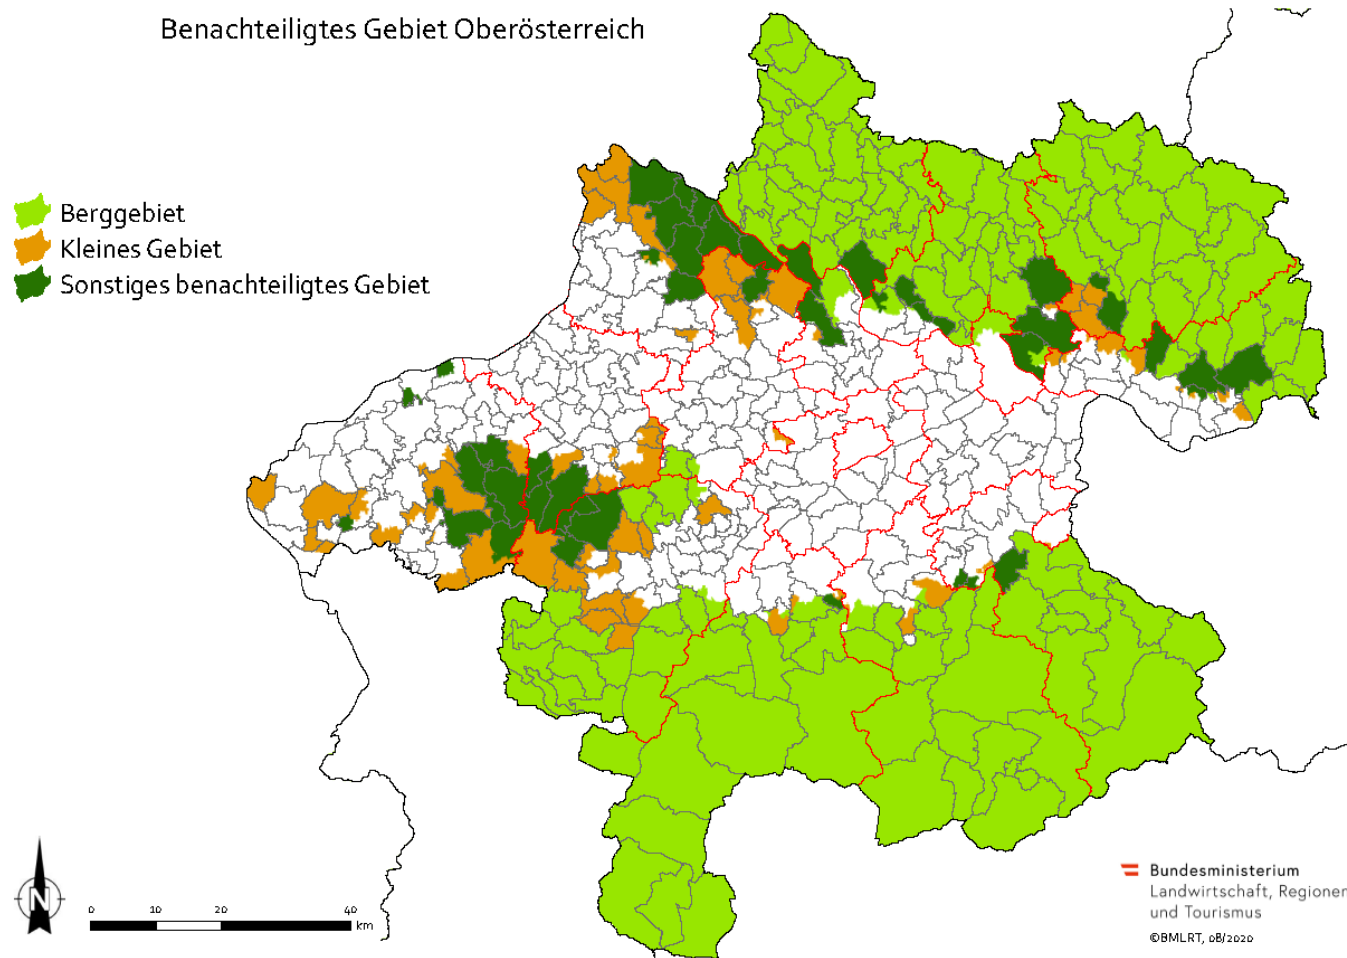 Benachteiligtes Gebiet Oberösterreich
Berggebiet
Kleines Gebiet
Sonstiges benachteiligtes Gebiet
N
0 10 20 40
km
Bundesministerium
Landwirtschaft, Regionen
und Tourismus
©BMLRT, 08/2020